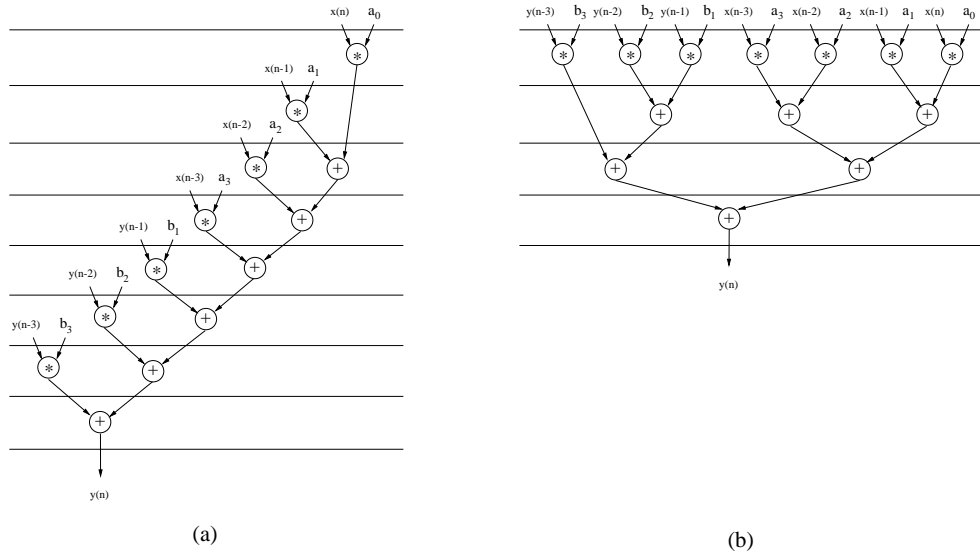 x(n) a0
*
x(n-1) a1
*
x(n-2) a2
* +
x(n-3) a3
* +
y(n-1) b1
* +
y(n-2) b2
* +
y(n-3) b3
* +
+
y(n)
(a)
y(n-3) b3 y(n-2) b2 y(n-1) b1 x(n-3) a3 x(n-2) a2 x(n-1) a1 x(n) a0
* * * * * * *
+ + +
+ +
+
y(n)
(b)